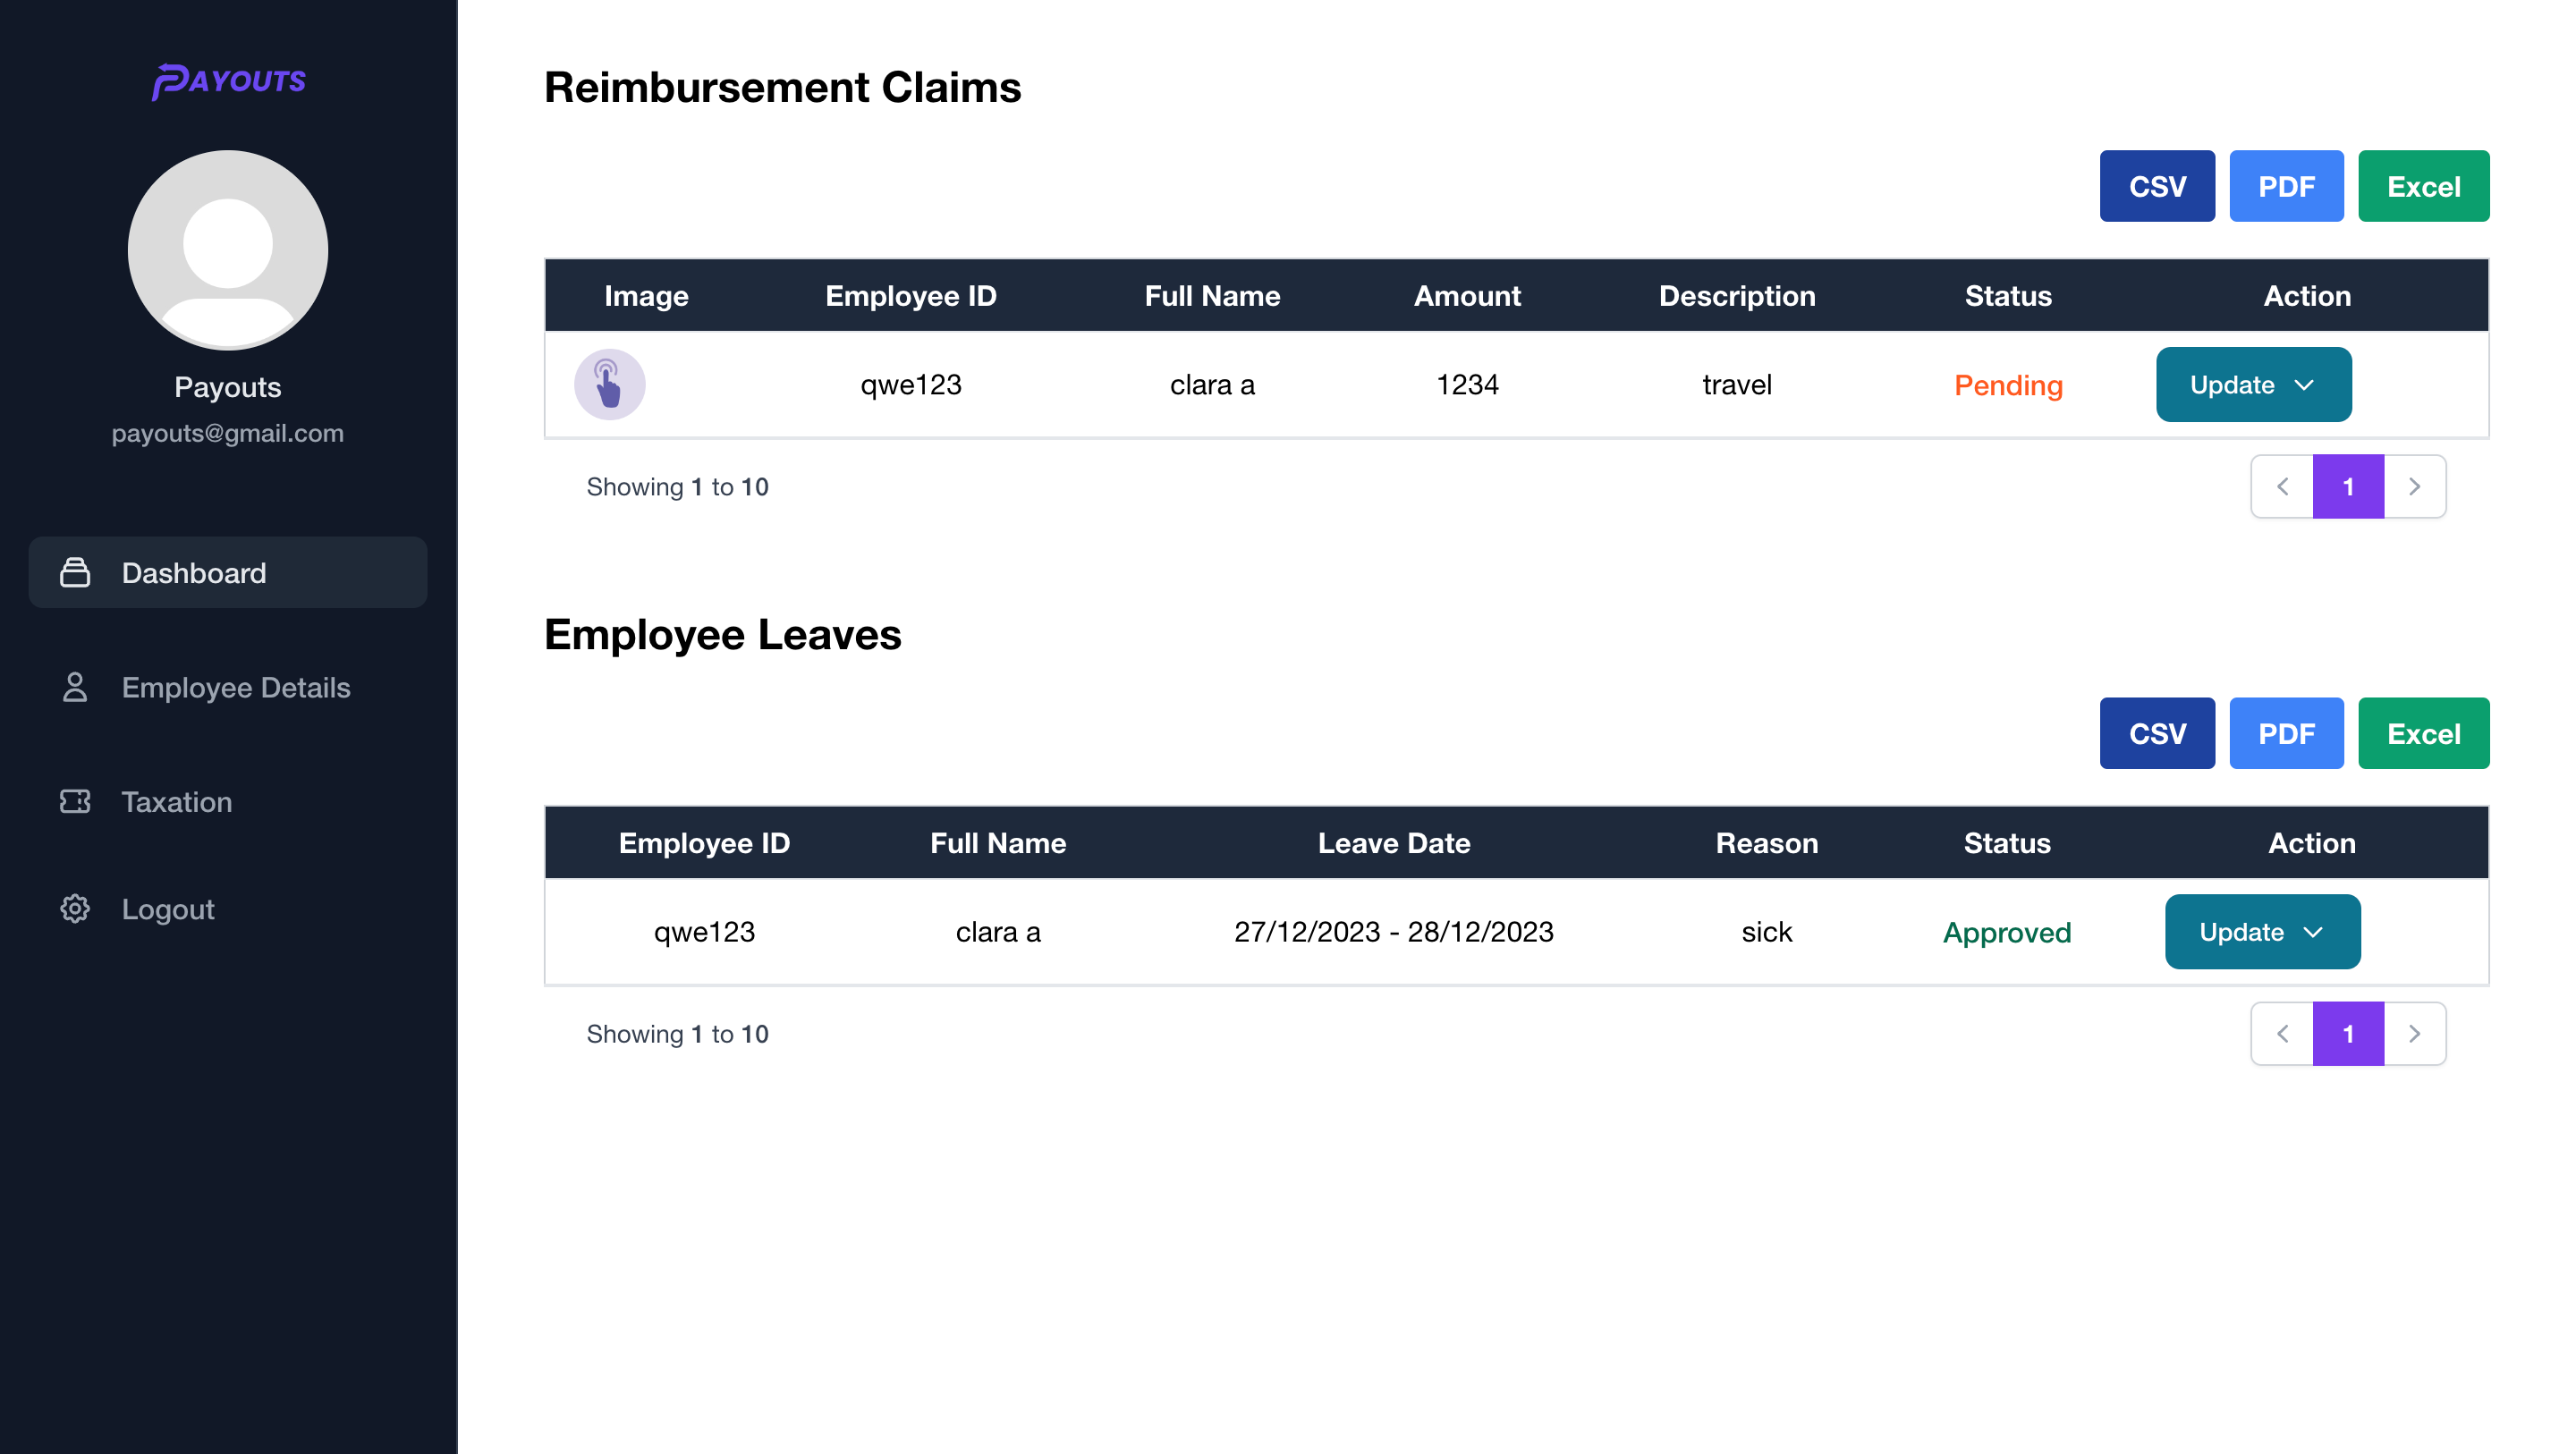 PAYOUTS
Payouts
payouts@gmail.com
Dashboard
Employee Details
Taxation
Logout
Reimbursement Claims
CSV PDF Excel
Image Employee ID Full Name Amount Description Status Action
qwe123 clara a 1234 travel Pending Update
Showing 1 to 10
1
Employee Leaves
CSV PDF Excel
Employee ID Full Name Leave Date Reason Status Action
qwe123 clara a 27/12/2023 - 28/12/2023 sick Approved Update
Showing 1 to 10
1